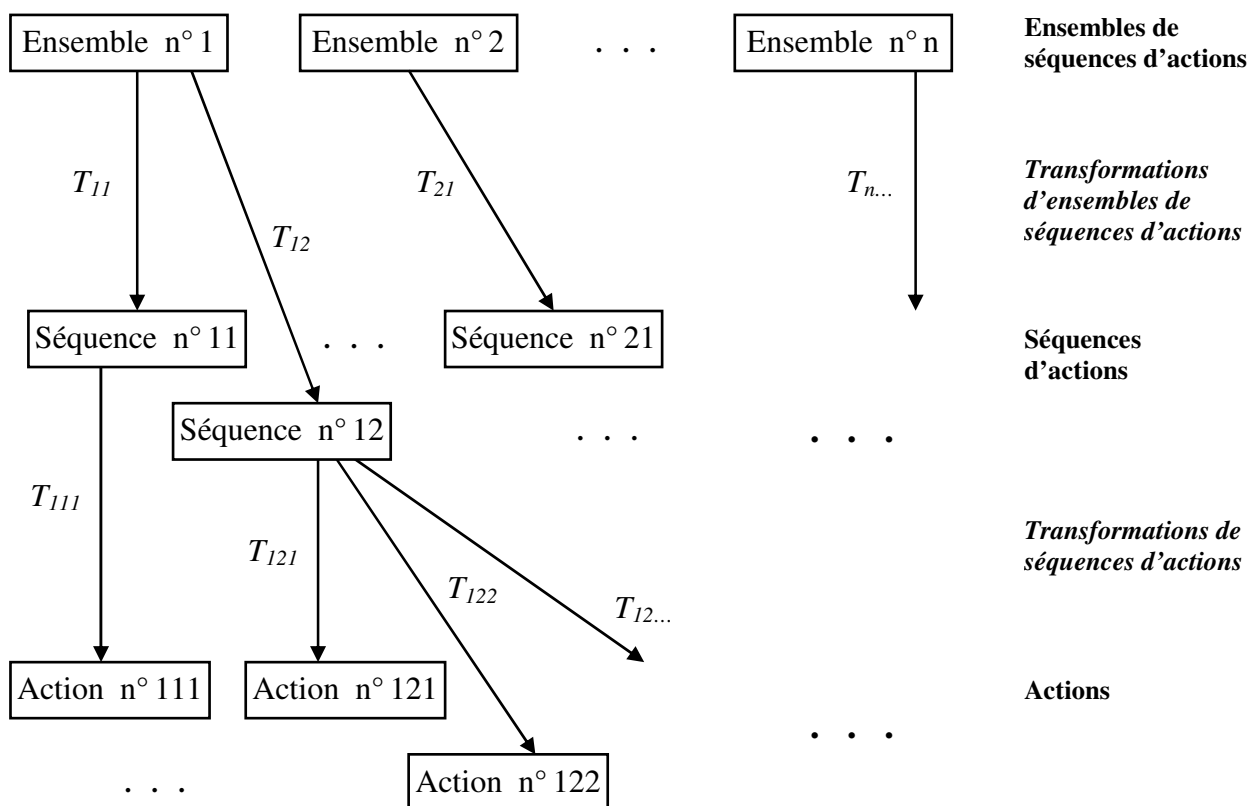 Ensemble n° 1
Ensemble n° 2
. . .
Ensemble n° n
Ensembles de
séquences d’actions
T11
T12
T21
Tn...
Transformations
d’ensembles de
séquences d’actions
Séquence n° 11
. . .
Séquence n° 21
Séquences
d’actions
Séquence n° 12
. . .
. . .
T111
T121
T122
T12...
Transformations de
séquences d’actions
Action n° 111
Action n° 121
Actions
. . .
. . .
Action n° 122